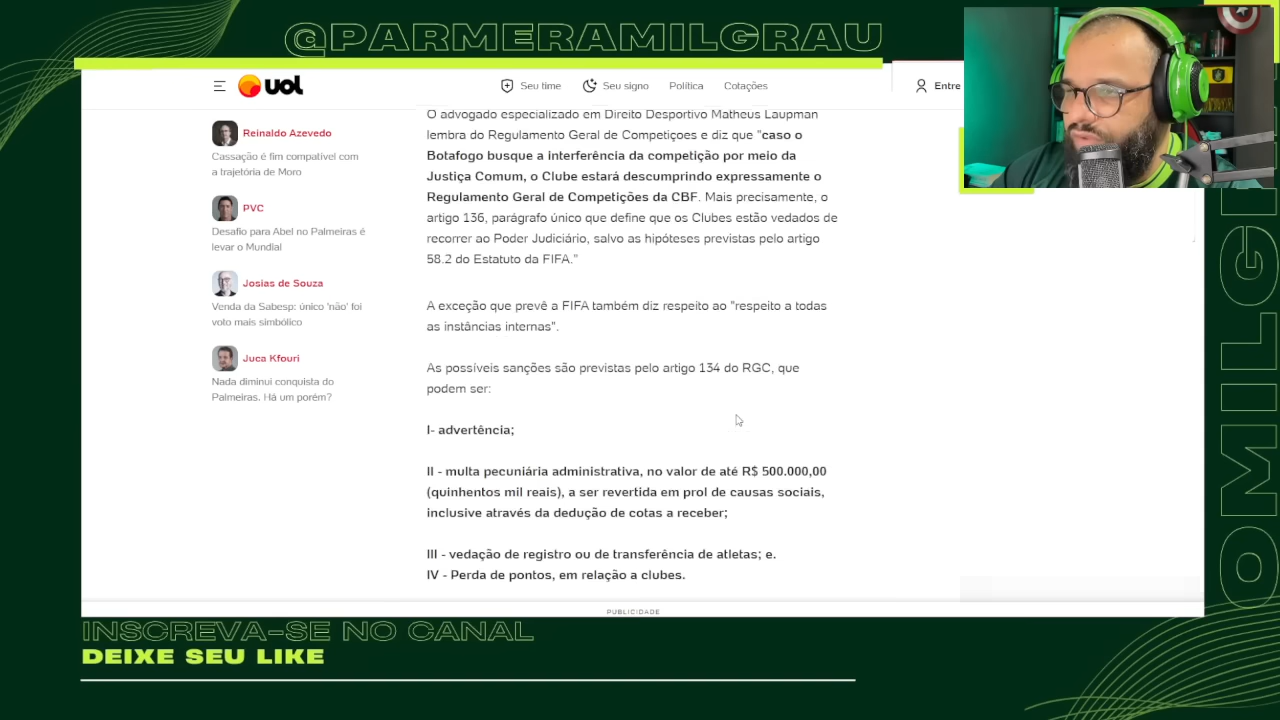 @PARMERAMILGRAU
uol
Seu time
Seu signo
Política
Cotações
Entre
Reinaldo Azevedo
Cassação é fim compatível com
a trajetória de Moro
PVC
Desafio para Abel no Palmeiras é
levar o Mundial
Josias de Souza
Venda da Sabesp: único 'não' foi
voto mais simbólico
Juca Kfouri
Nada diminui conquista do
Palmeiras. Há um porém?
O advogado especializado em Direito Desportivo Matheus Laupman
lembra do Regulamento Geral de Competiçoes e diz que "caso o
Botafogo busque a interferência da competição por meio da
Justiça Comum, o Clube estará descumprindo expressamente o
Regulamento Geral de Competições da CBF. Mais precisamente, o
artigo 136, parágrafo único que define que os Clubes estão vedados de
recorrer ao Poder Judiciário, salvo as hipóteses previstas pelo artigo
58.2 do Estatuto da FIFA."
A exceção que prevê a FIFA também diz respeito ao "respeito a todas
as instâncias internas".
As possíveis sanções são previstas pelo artigo 134 do RGC, que
podem ser:
I- advertência;
II - multa pecuniária administrativa, no valor de até R$ 500.000,00
(quinhentos mil reais), a ser revertida em prol de causas sociais,
inclusive através da dedução de cotas a receber;
III - vedação de registro ou de transferência de atletas; e.
IV - Perda de pontos, em relação a clubes.
PUBLICIDADE
INSCREVA-SE NO CANAL
DEIXE SEU LIKE
OMILG